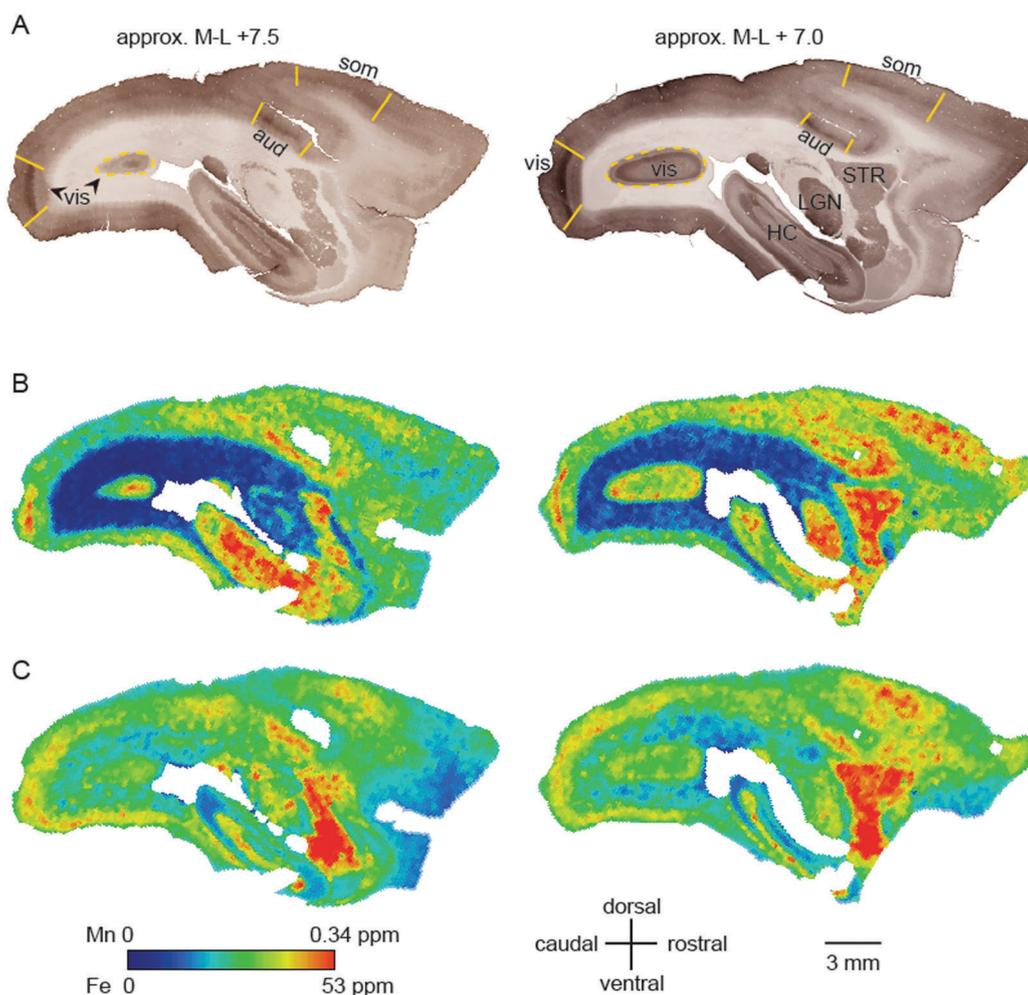 A
approx. M-L +7.5
approx. M-L + 7.0
som
som
aud
aud
vis
vis
vis
STR
LGN
HC
B
C
dorsal
Mn 0 0.34 ppm
caudal rostral
Fe 0 53 ppm
ventral
3 mm